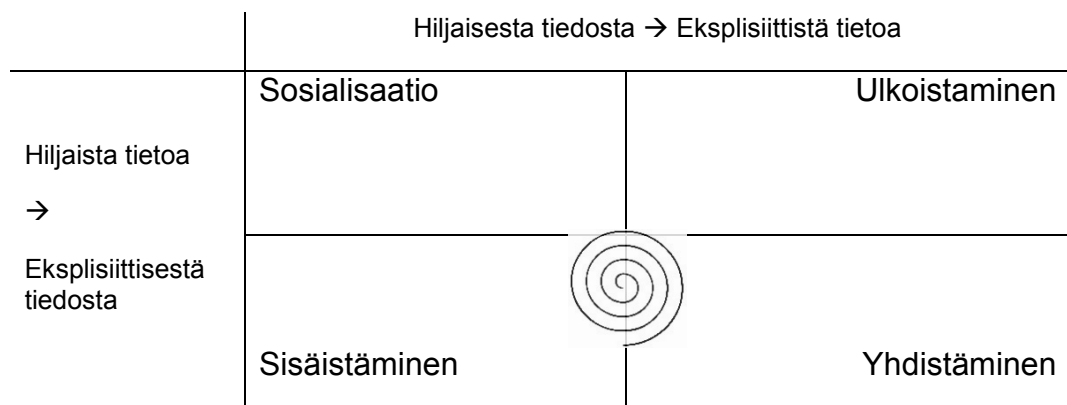 Hiljaisesta tiedosta → Eksplisiittistä tietoa
Sosialisaatio
Ulkoistaminen
Hiljaista tietoa
→
Eksplisiittisestä
tiedosta
Sisäistäminen
Yhdistäminen